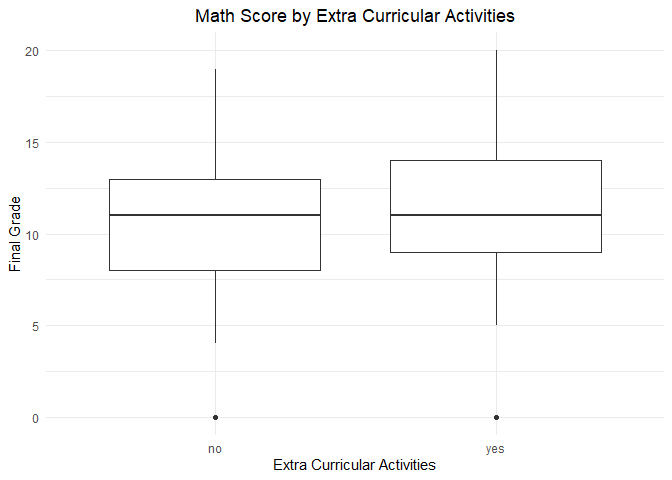 Math Score by Extra Curricular Activities
Final Grade
20
15
10
5
0
no yes
Extra Curricular Activities